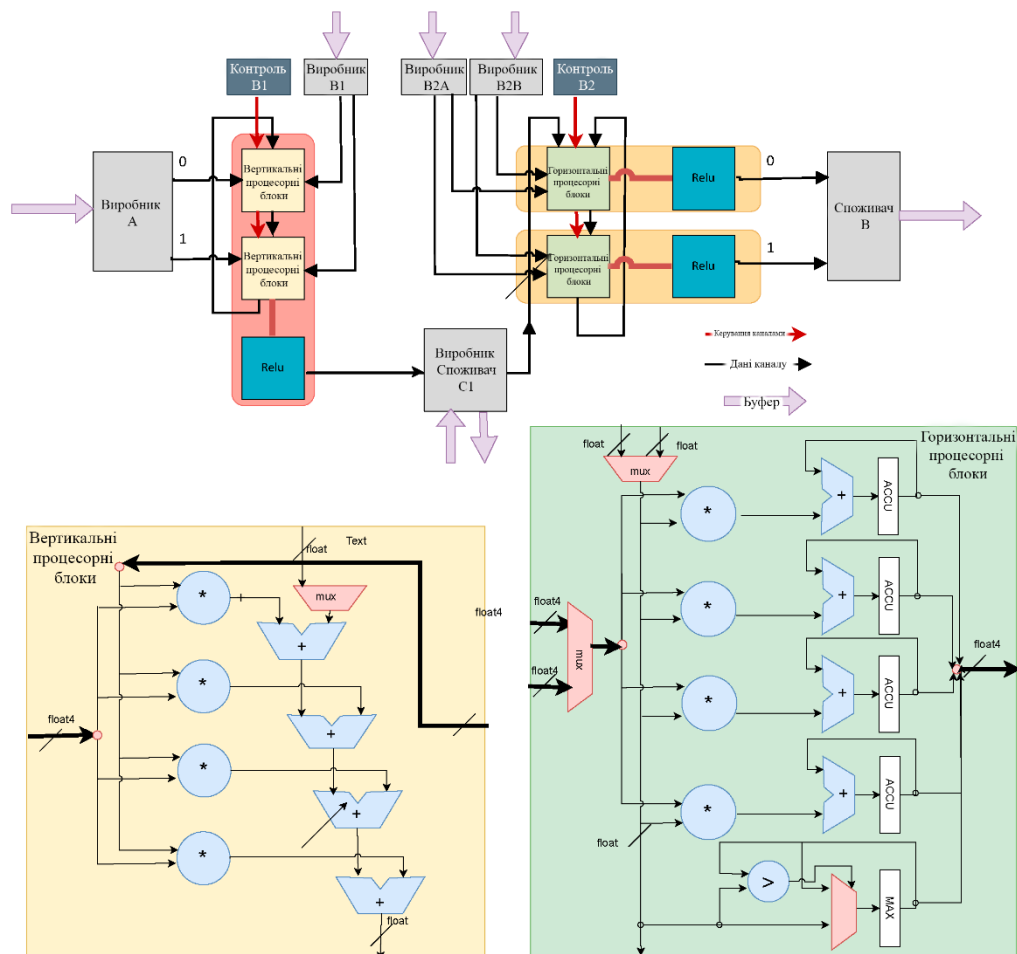 Контроль
B1
Виробник
B1
Виробник
B2A
Виробник
B2B
Контроль
B2
Виробник
A
0
1
Вертикальні
процесорні
блоки
Вертикальні
процесорні
блоки
Relu
Виробник
Споживач
C1
Горизонтальні
процесорні
блоки
Relu
0
Горизонтальні
процесорні
блоки
Relu
1
Споживач
B
Керування каналами
Дані каналу
Буфер
Вертикальні
процесорні
блоки
float
Text
mux
float4
float4
*
+
*
+
*
+
*
+
float
Горизонтальні
процесорні
блоки
float
float
mux
float4
float4
mux
*
+
ACCU
*
+
ACCU
*
+
ACCU
*
+
ACCU
float4
float
>
MAX